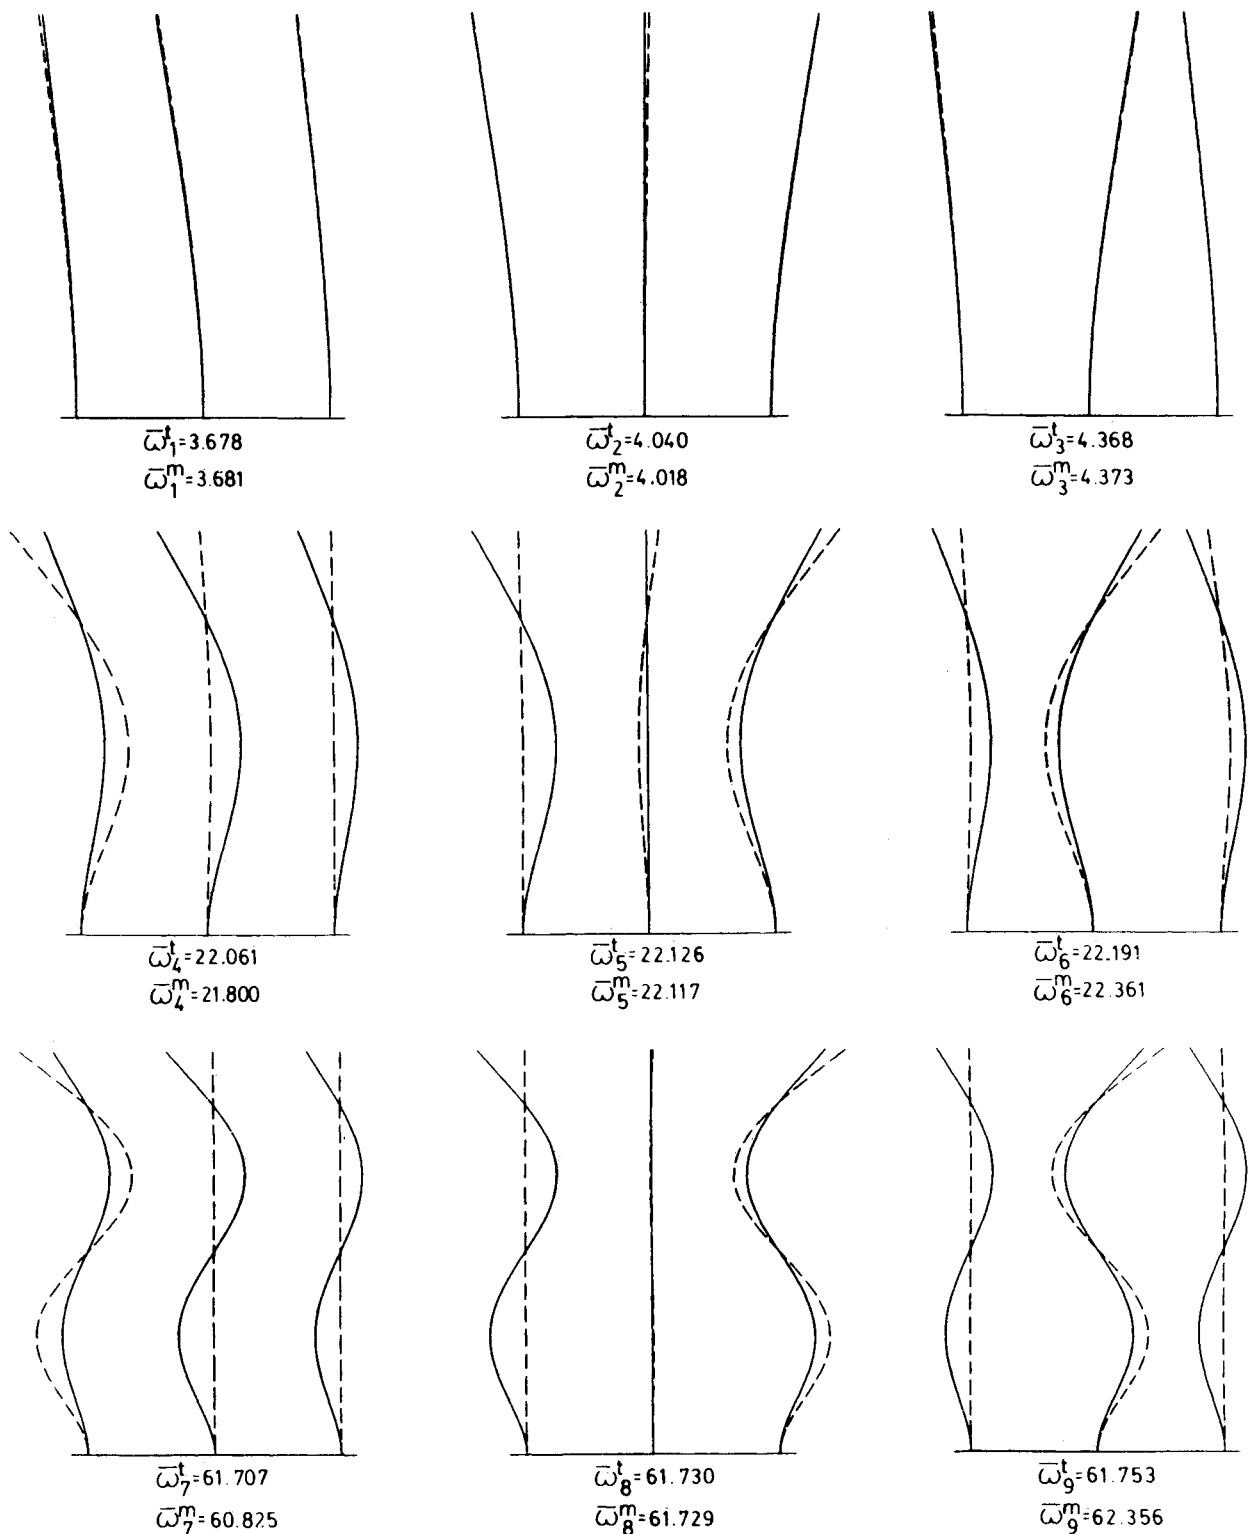 ω̅₁ᵗ=3.678
ω̅₁ᵐ=3.681
ω̅₂ᵗ=4.040
ω̅₂ᵐ=4.018
ω̅₃ᵗ=4.368
ω̅₃ᵐ=4.373
ω̅₄ᵗ=22.061
ω̅₄ᵐ=21.800
ω̅₅ᵗ=22.126
ω̅₅ᵐ=22.117
ω̅₆ᵗ=22.191
ω̅₆ᵐ=22.361
ω̅₇ᵗ=61.707
ω̅₇ᵐ=60.825
ω̅₈ᵗ=61.730
ω̅₈ᵐ=61.729
ω̅₉ᵗ=61.753
ω̅₉ᵐ=62.356